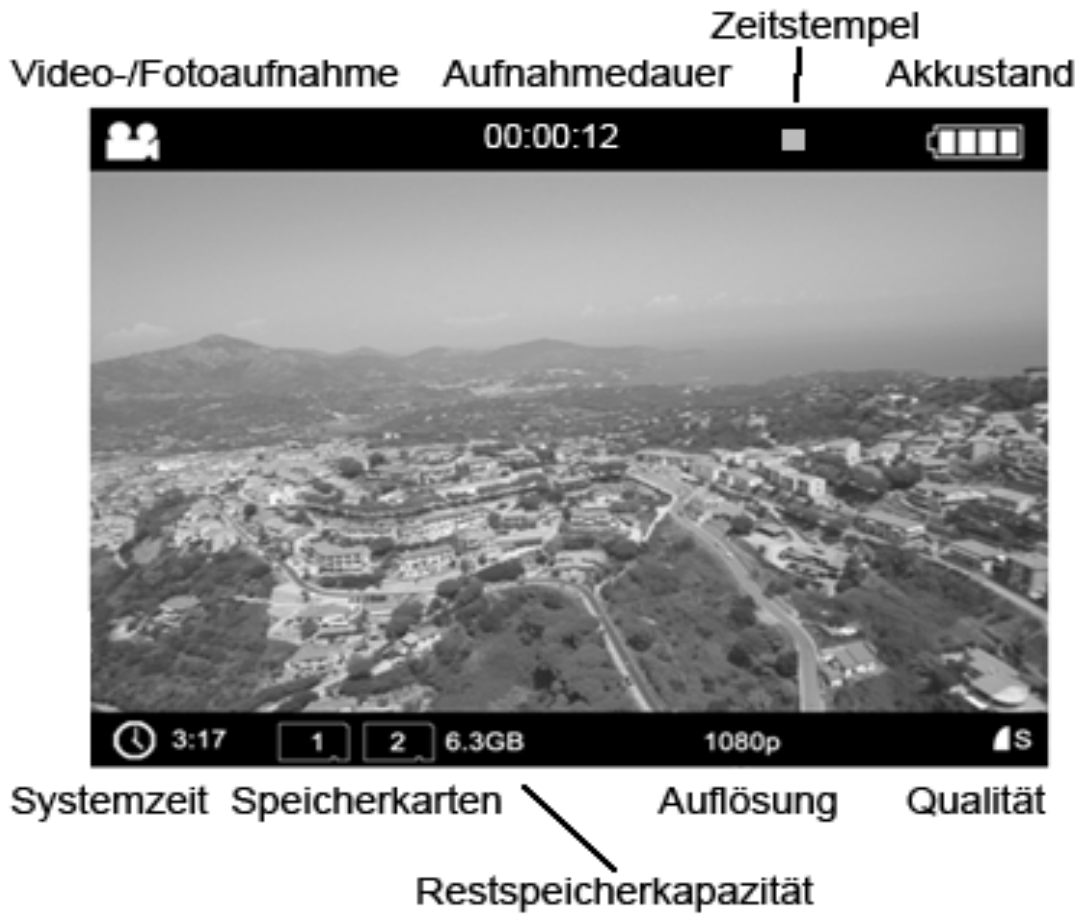 Zeitstempel
Video-/Fotoaufnahme Aufnahmedauer Akkustand
00:00:12
3:17 1 2 6.3GB 1080p S
Systemzeit Speicherkarten Auflösung Qualität
Restspeicherkapazität